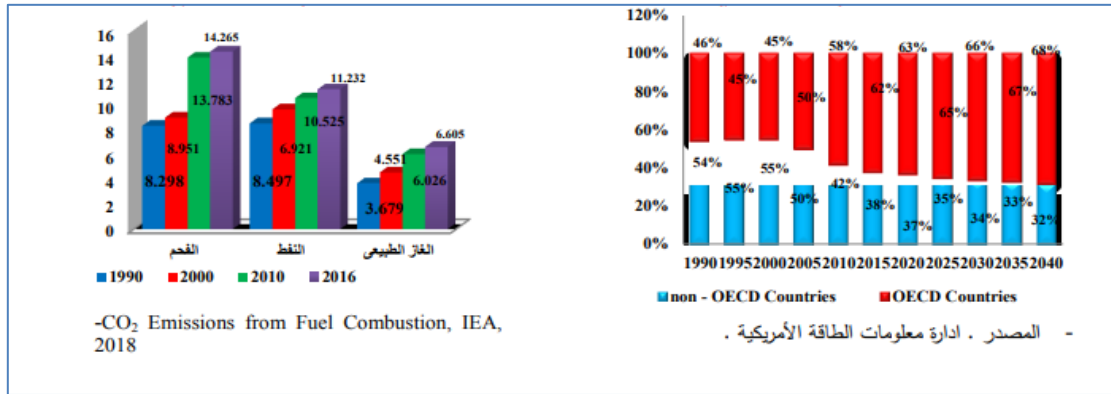 16
14
12
10
8
6
4
2
0
14.265
13.783
8.951
8.298
11.232
10.525
6.921
8.497
6.605
6.026
4.551
3.679
الفحم
النفط
الغاز الطبيعى
1990 2000 2010 2016
-CO₂ Emissions from Fuel Combustion, IEA,
2018
120%
100%
80%
60%
40%
20%
0%
46% 45% 58% 63% 66% 68%
45% 50% 62% 65% 67%
54% 55% 42% 35% 33%
55% 50% 38% 37% 34% 32%
1990 1995 2000 2005 2010 2015 2020 2025 2030 2035 2040
non - OECD Countries OECD Countries
- المصدر . ادارة معلومات الطاقة الأمريكية .